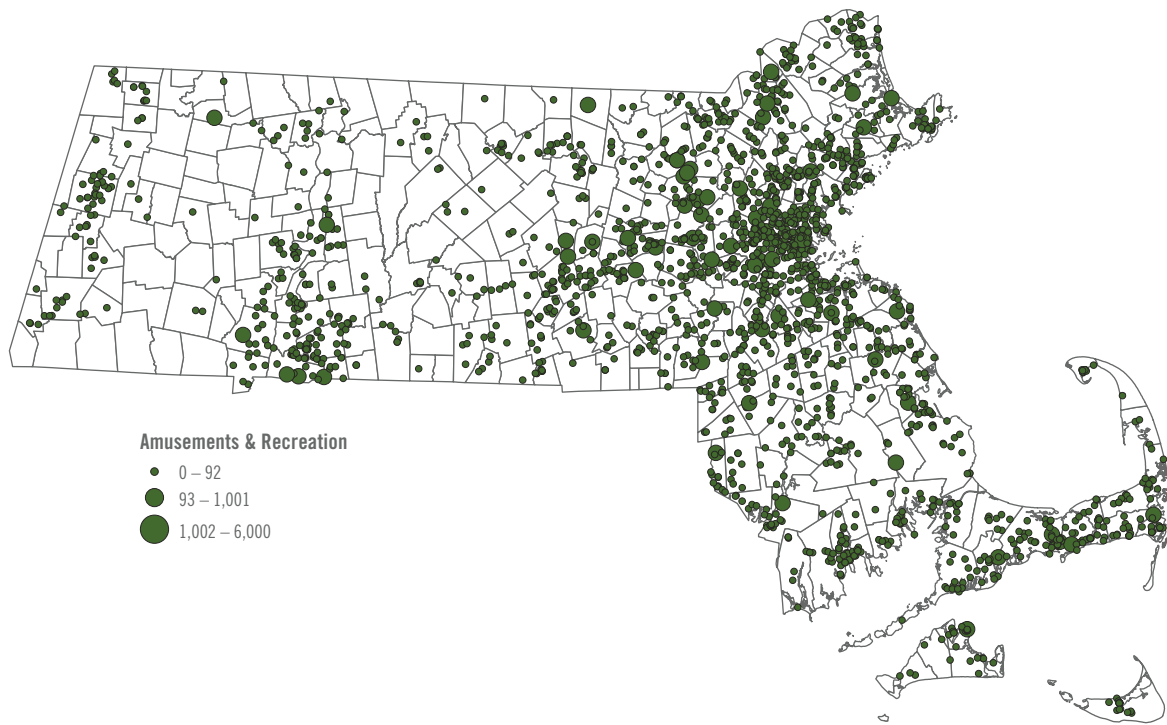 Amusements & Recreation
0 – 92
93 – 1,001
1,002 – 6,000